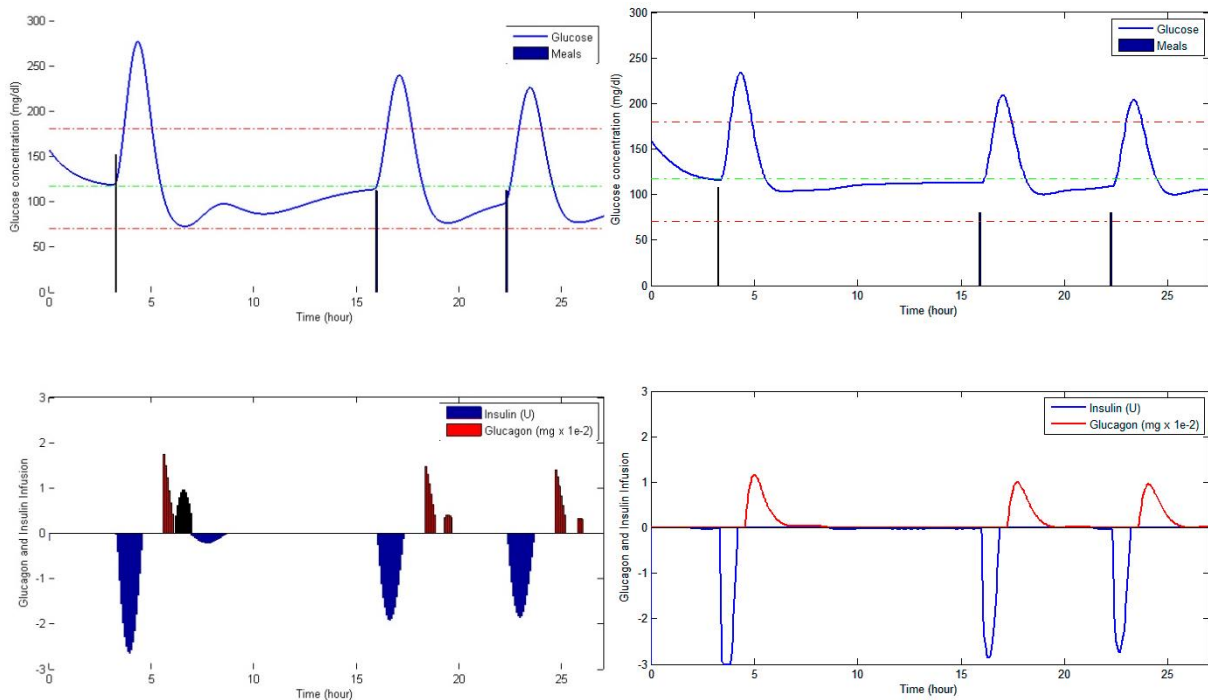 Glucose concentration (mg/dl)
300
250
200
150
100
50
0
0 5 10 15 20 25
Time (hour)
Glucose
Meals
Glucose concentration (mg/dl)
300
250
200
150
100
50
0
0 5 10 15 20 25
Time (hour)
Glucose
Meals
Glucagon and Insulin Infusion
3
2
1
0
-1
-2
-3
0 5 10 15 20 25
Time (hour)
Insulin (U)
Glucagon (mg x 1e-2)
Glucagon and Insulin Infusion
3
2
1
0
-1
-2
-3
0 5 10 15 20 25
Time (hour)
Insulin (U)
Glucagon (mg x 1e-2)